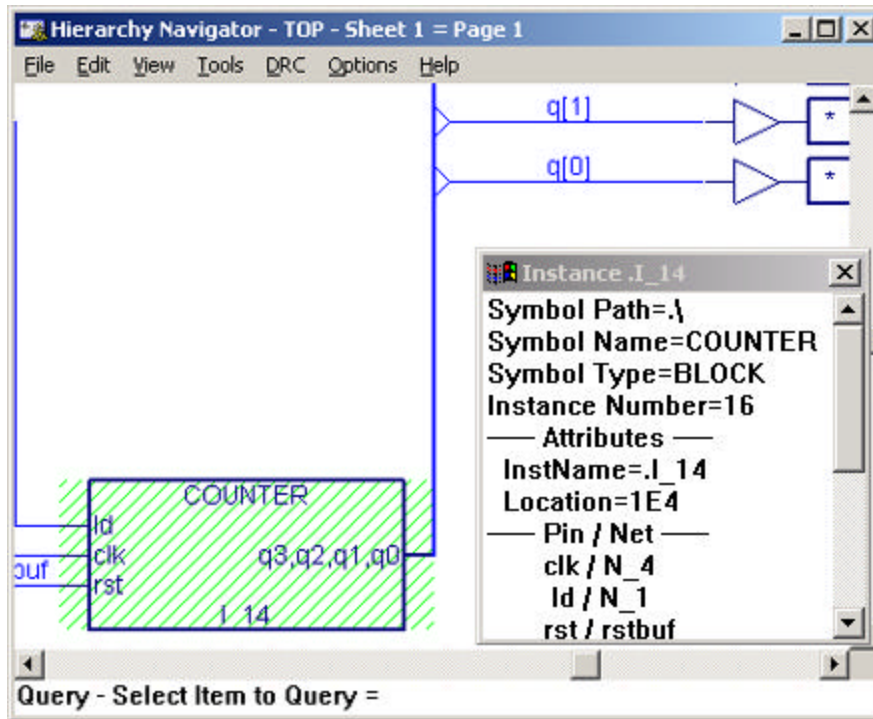 Hierarchy Navigator - TOP - Sheet 1 = Page 1
File Edit View Tools DRC Options Help
q[1]
*
q[0]
*
Instance .I_14
Symbol Path=.\
Symbol Name=COUNTER
Symbol Type=BLOCK
Instance Number=16
Attributes
InstName=.I_14
Location=1E4
Pin / Net
clk / N_4
ld / N_1
rst / rstbuf
COUNTER
ld
clk q3,q2,q1,q0
buf rst
I_14
Query - Select Item to Query =